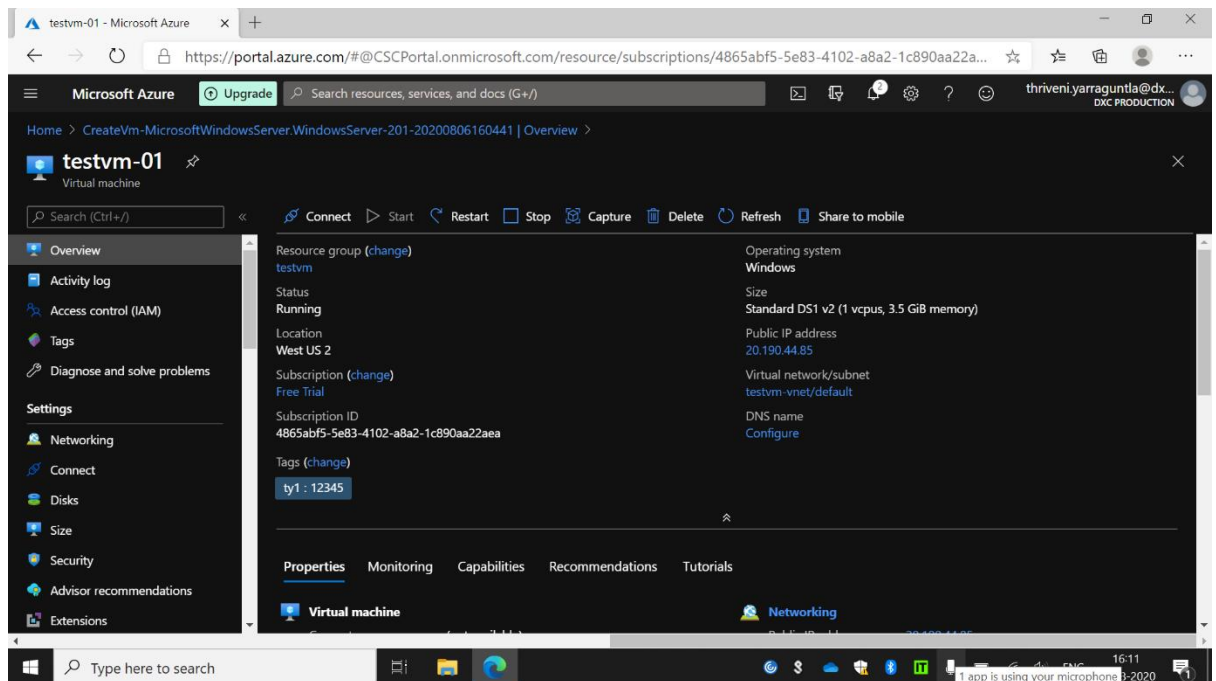 testvm-01 - Microsoft Azure
https://portal.azure.com/#@CSCPortal.onmicrosoft.com/resource/subscriptions/4865abf5-5e83-4102-a8a2-1c890aa22a...
Microsoft Azure
Upgrade
Search resources, services, and docs (G+/)
2
thriveni.yarraguntla@dx...
DXC PRODUCTION
Home > CreateVm-MicrosoftWindowsServer.WindowsServer-201-20200806160441 | Overview >
testvm-01
Virtual machine
Search (Ctrl+/)
«
Connect Start Restart Stop Capture Delete Refresh Share to mobile
Overview
Activity log
Access control (IAM)
Tags
Diagnose and solve problems
Settings
Networking
Connect
Disks
Size
Security
Advisor recommendations
Extensions
Resource group (change)
testvm
Status
Running
Location
West US 2
Subscription (change)
Free Trial
Subscription ID
4865abf5-5e83-4102-a8a2-1c890aa22aea
Tags (change)
ty1 : 12345
Operating system
Windows
Size
Standard DS1 v2 (1 vcpus, 3.5 GiB memory)
Public IP address
20.190.44.85
Virtual network/subnet
testvm-vnet/default
DNS name
Configure
Properties Monitoring Capabilities Recommendations Tutorials
Virtual machine
Networking
Type here to search
16:11
1 app is using your microphone
-2020
1